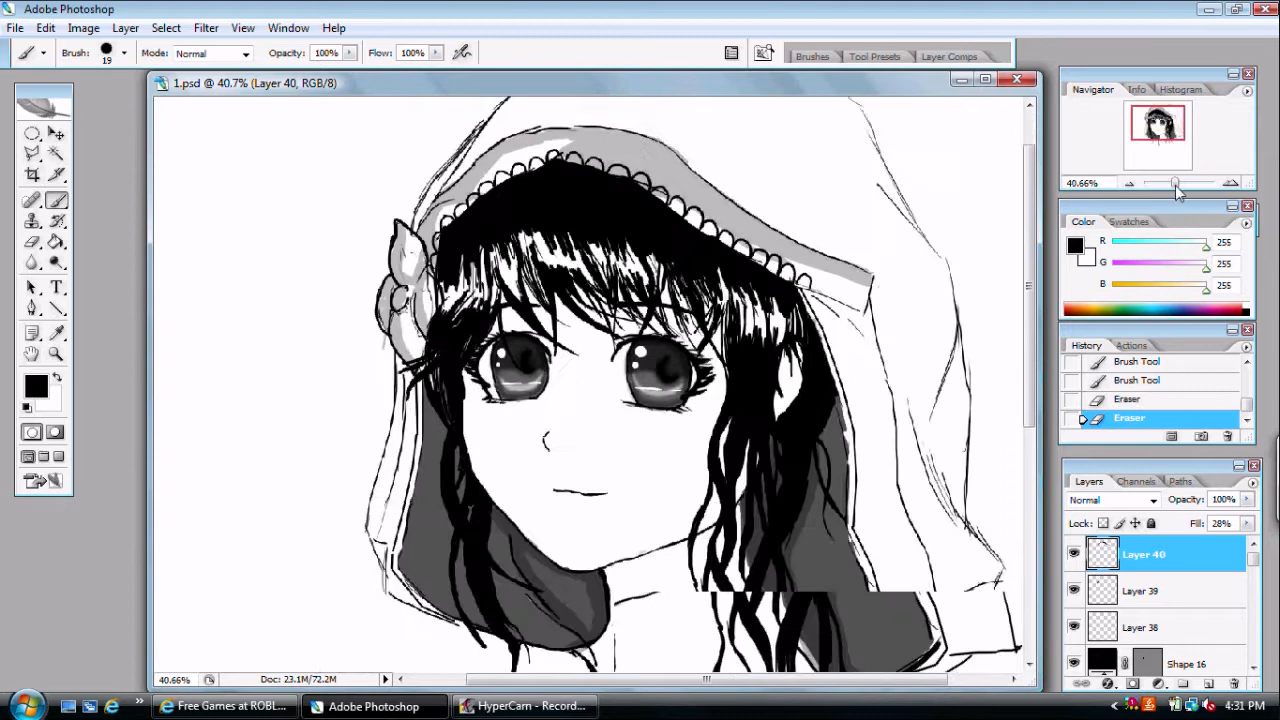 Adobe Photoshop
File Edit Image Layer Select Filter View Window Help
Brush: 19 Mode: Normal Opacity: 100% Flow: 100% Brushes Tool Presets Layer Comps
1.psd @ 40.7% (Layer 40, RGB/8)
Navigator Info Histogram
40.66%
Color Swatches
R 255
G 255
B 255
History Actions
Brush Tool
Brush Tool
Eraser
Eraser
Layers Channels Paths
Normal Opacity: 100%
Lock: Fill: 28%
Layer 40
Layer 39
Layer 38
Shape 16
40.66% Doc: 23.1M/72.2M
Free Games at ROBL... Adobe Photoshop HyperCam - Record... 4:31 PM